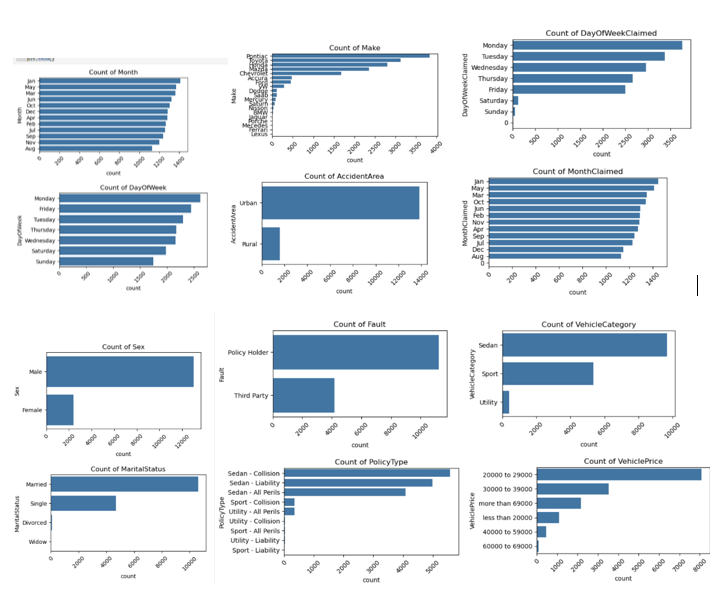 Count of Month
Month
Jan
May
Mar
Jun
Oct
Dec
Apr
Feb
Jul
Sep
Nov
Aug
0 200 400 600 800 1000 1200 1400
count
Count of Make
Make
Pontiac
Toyota
Honda
Mazda
Chevrolet
Accura
Ford
VW
Dodge
Saab
Mercury
Saturn
Nisson
BMW
Jaguar
Porche
Mecedes
Ferrari
Lexus
0 500 1000 1500 2000 2500 3000 3500 4000
count
Count of DayOfWeekClaimed
DayOfWeekClaimed
Monday
Tuesday
Wednesday
Thursday
Friday
Saturday
Sunday
0
0 500 1000 1500 2000 2500 3000 3500
count
Count of DayOfWeek
DayOfWeek
Monday
Friday
Tuesday
Thursday
Wednesday
Saturday
Sunday
0 500 1000 1500 2000 2500
count
Count of AccidentArea
AccidentArea
Urban
Rural
0 2000 4000 6000 8000 10000 12000 14000
count
Count of MonthClaimed
MonthClaimed
Jan
May
Mar
Oct
Jun
Feb
Nov
Apr
Sep
Jul
Dec
Aug
0
0 200 400 600 800 1000 1200 1400
count
Count of Sex
Sex
Male
Female
0 2000 4000 6000 8000 10000 12000
count
Count of Fault
Fault
Policy Holder
Third Party
0 2000 4000 6000 8000 10000
count
Count of VehicleCategory
VehicleCategory
Sedan
Sport
Utility
0 2000 4000 6000 8000 10000
count
Count of MaritalStatus
MaritalStatus
Married
Single
Divorced
Widow
0 2000 4000 6000 8000 10000
count
Count of PolicyType
PolicyType
Sedan - Collision
Sedan - Liability
Sedan - All Perils
Sport - Collision
Utility - All Perils
Utility - Collision
Sport - All Perils
Utility - Liability
Sport - Liability
0 1000 2000 3000 4000 5000
count
Count of VehiclePrice
VehiclePrice
20000 to 29000
30000 to 39000
more than 69000
less than 20000
40000 to 59000
60000 to 69000
0 1000 2000 3000 4000 5000 6000 7000 8000
count